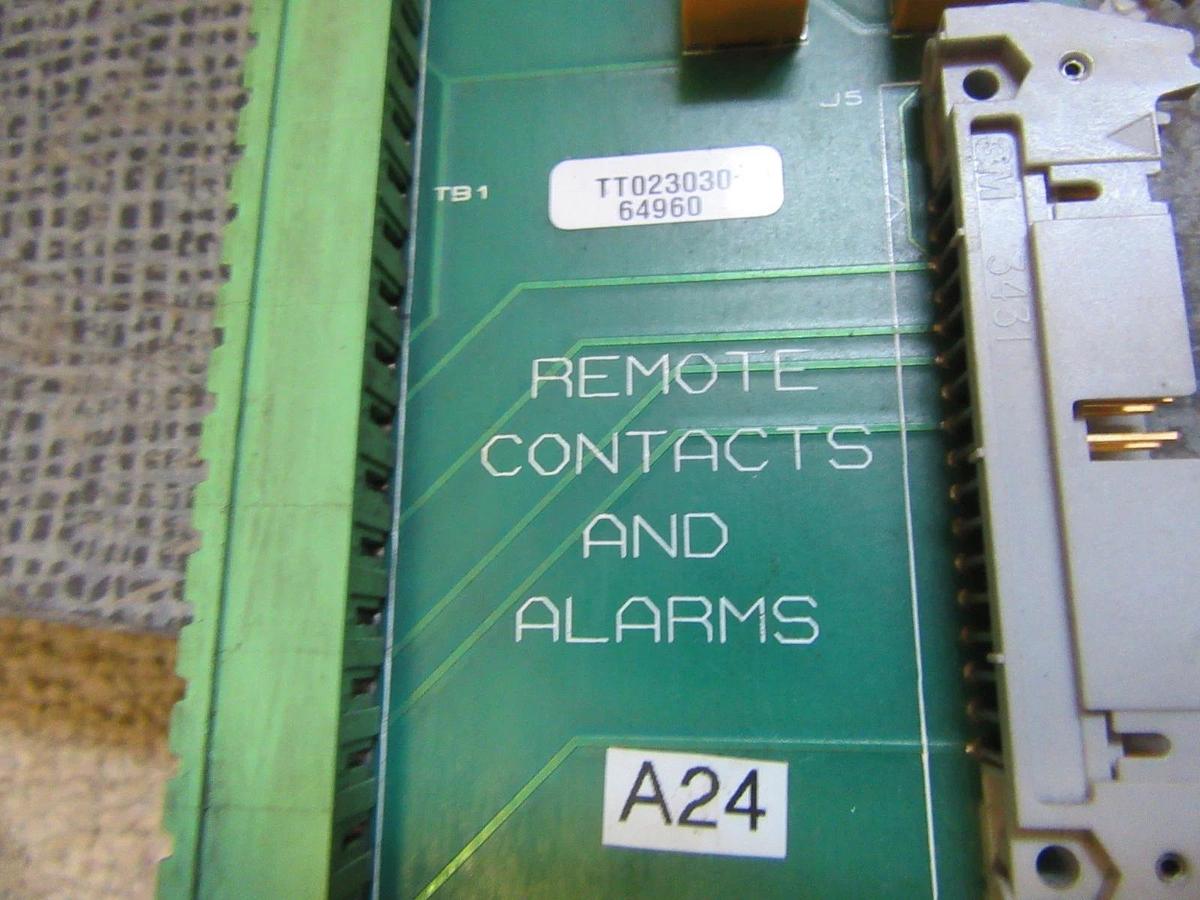 J5
TB1
TT023030-
64960
3M
3431
REMOTE
CONTACTS
AND
ALARMS
A24